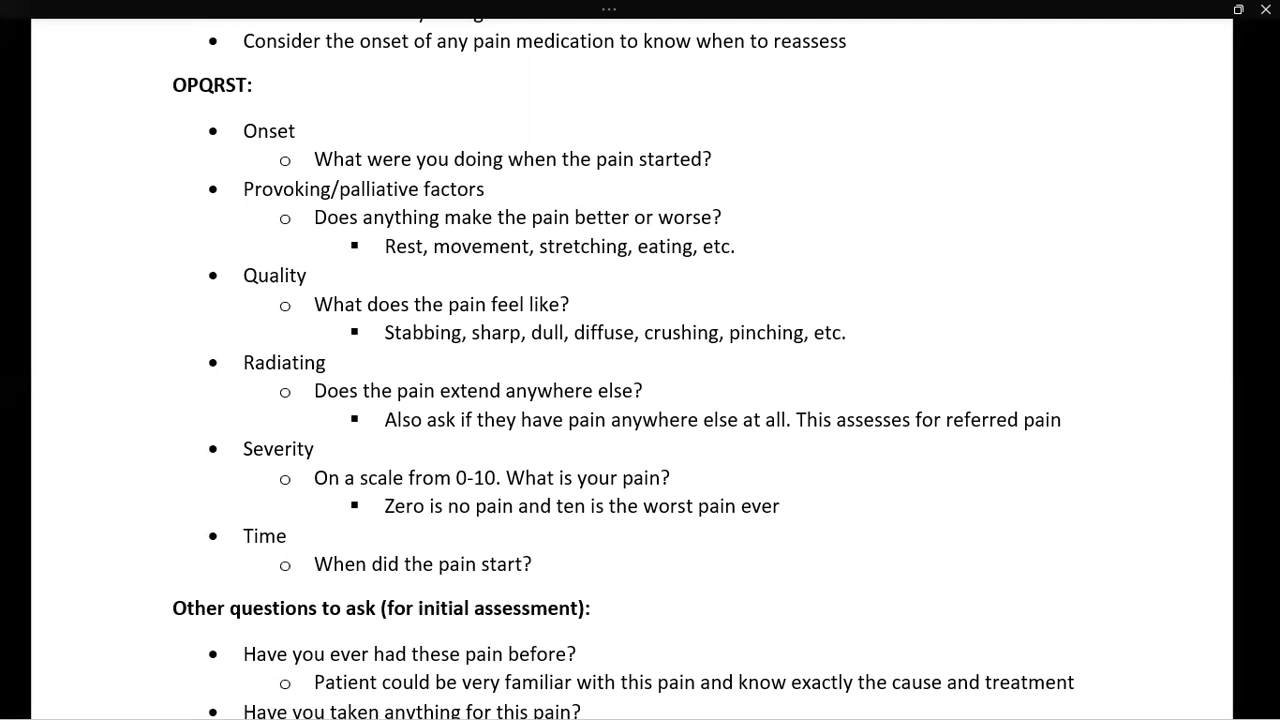 • Consider the onset of any pain medication to know when to reassess
OPQRST:
• Onset
o What were you doing when the pain started?
• Provoking/palliative factors
o Does anything make the pain better or worse?
▪ Rest, movement, stretching, eating, etc.
• Quality
o What does the pain feel like?
▪ Stabbing, sharp, dull, diffuse, crushing, pinching, etc.
• Radiating
o Does the pain extend anywhere else?
▪ Also ask if they have pain anywhere else at all. This assesses for referred pain
• Severity
o On a scale from 0-10. What is your pain?
▪ Zero is no pain and ten is the worst pain ever
• Time
o When did the pain start?
Other questions to ask (for initial assessment):
• Have you ever had these pain before?
o Patient could be very familiar with this pain and know exactly the cause and treatment
• Have you taken anything for this pain?